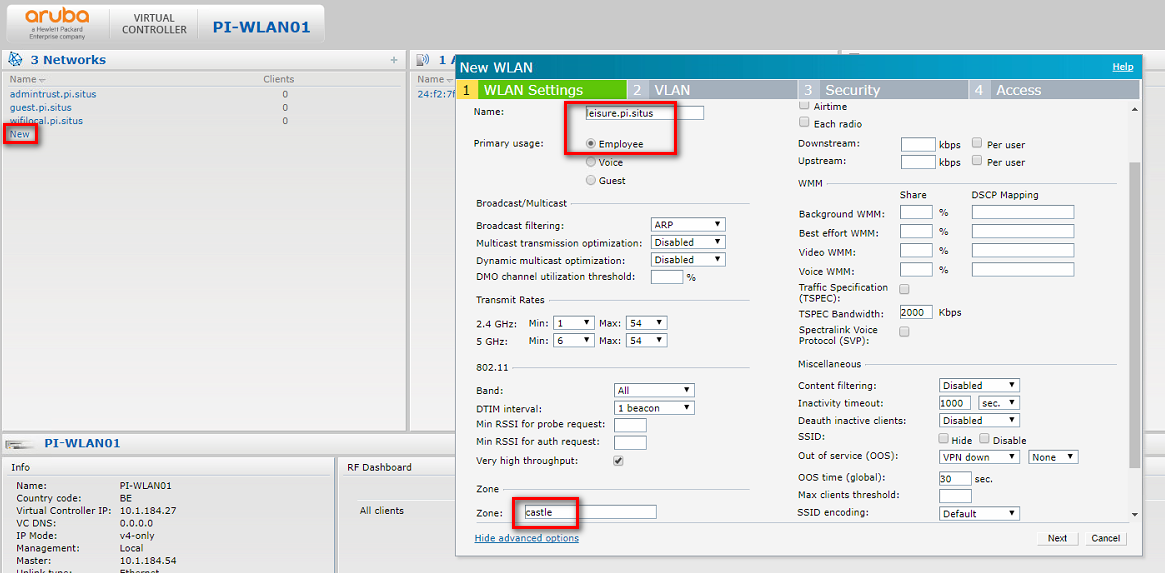 aruba
a Hewlett Packard
Enterprise company
VIRTUAL
CONTROLLER
PI-WLAN01
3 Networks
+
Name
Clients
admintrust.pi.situs 0
guest.pi.situs 0
wifilocal.pi.situs 0
New
1
Name
24:f2:7f
New WLAN
Help
1 WLAN Settings
2 VLAN
3 Security
4 Access
Name: leisure.pi.situs
Primary usage: Employee
Voice
Guest
Broadcast/Multicast
Broadcast filtering: ARP
Multicast transmission optimization: Disabled
Dynamic multicast optimization: Disabled
DMO channel utilization threshold: %
Transmit Rates
2.4 GHz: Min: 1 Max: 54
5 GHz: Min: 6 Max: 54
802.11
Band: All
DTIM interval: 1 beacon
Min RSSI for probe request:
Min RSSI for auth request:
Very high throughput:
Zone
Zone: castle
Hide advanced options
Airtime
Each radio
Downstream: kbps Per user
Upstream: kbps Per user
WMM
Share DSCP Mapping
Background WMM: %
Best effort WMM: %
Video WMM: %
Voice WMM: %
Traffic Specification
(TSPEC):
TSPEC Bandwidth: 2000 Kbps
Spectralink Voice
Protocol (SVP):
Miscellaneous
Content filtering: Disabled
Inactivity timeout: 1000 sec.
Deauth inactive clients: Disabled
SSID: Hide Disable
Out of service (OOS): VPN down None
OOS time (global): 30 sec.
Max clients threshold:
SSID encoding: Default
Next
Cancel
PI-WLAN01
Info
Name: PI-WLAN01
Country code: BE
Virtual Controller IP: 10.1.184.27
VC DNS: 0.0.0.0
IP Mode: v4-only
Management: Local
Master: 10.1.184.54
Uplink type: Ethernet
RF Dashboard
All clients